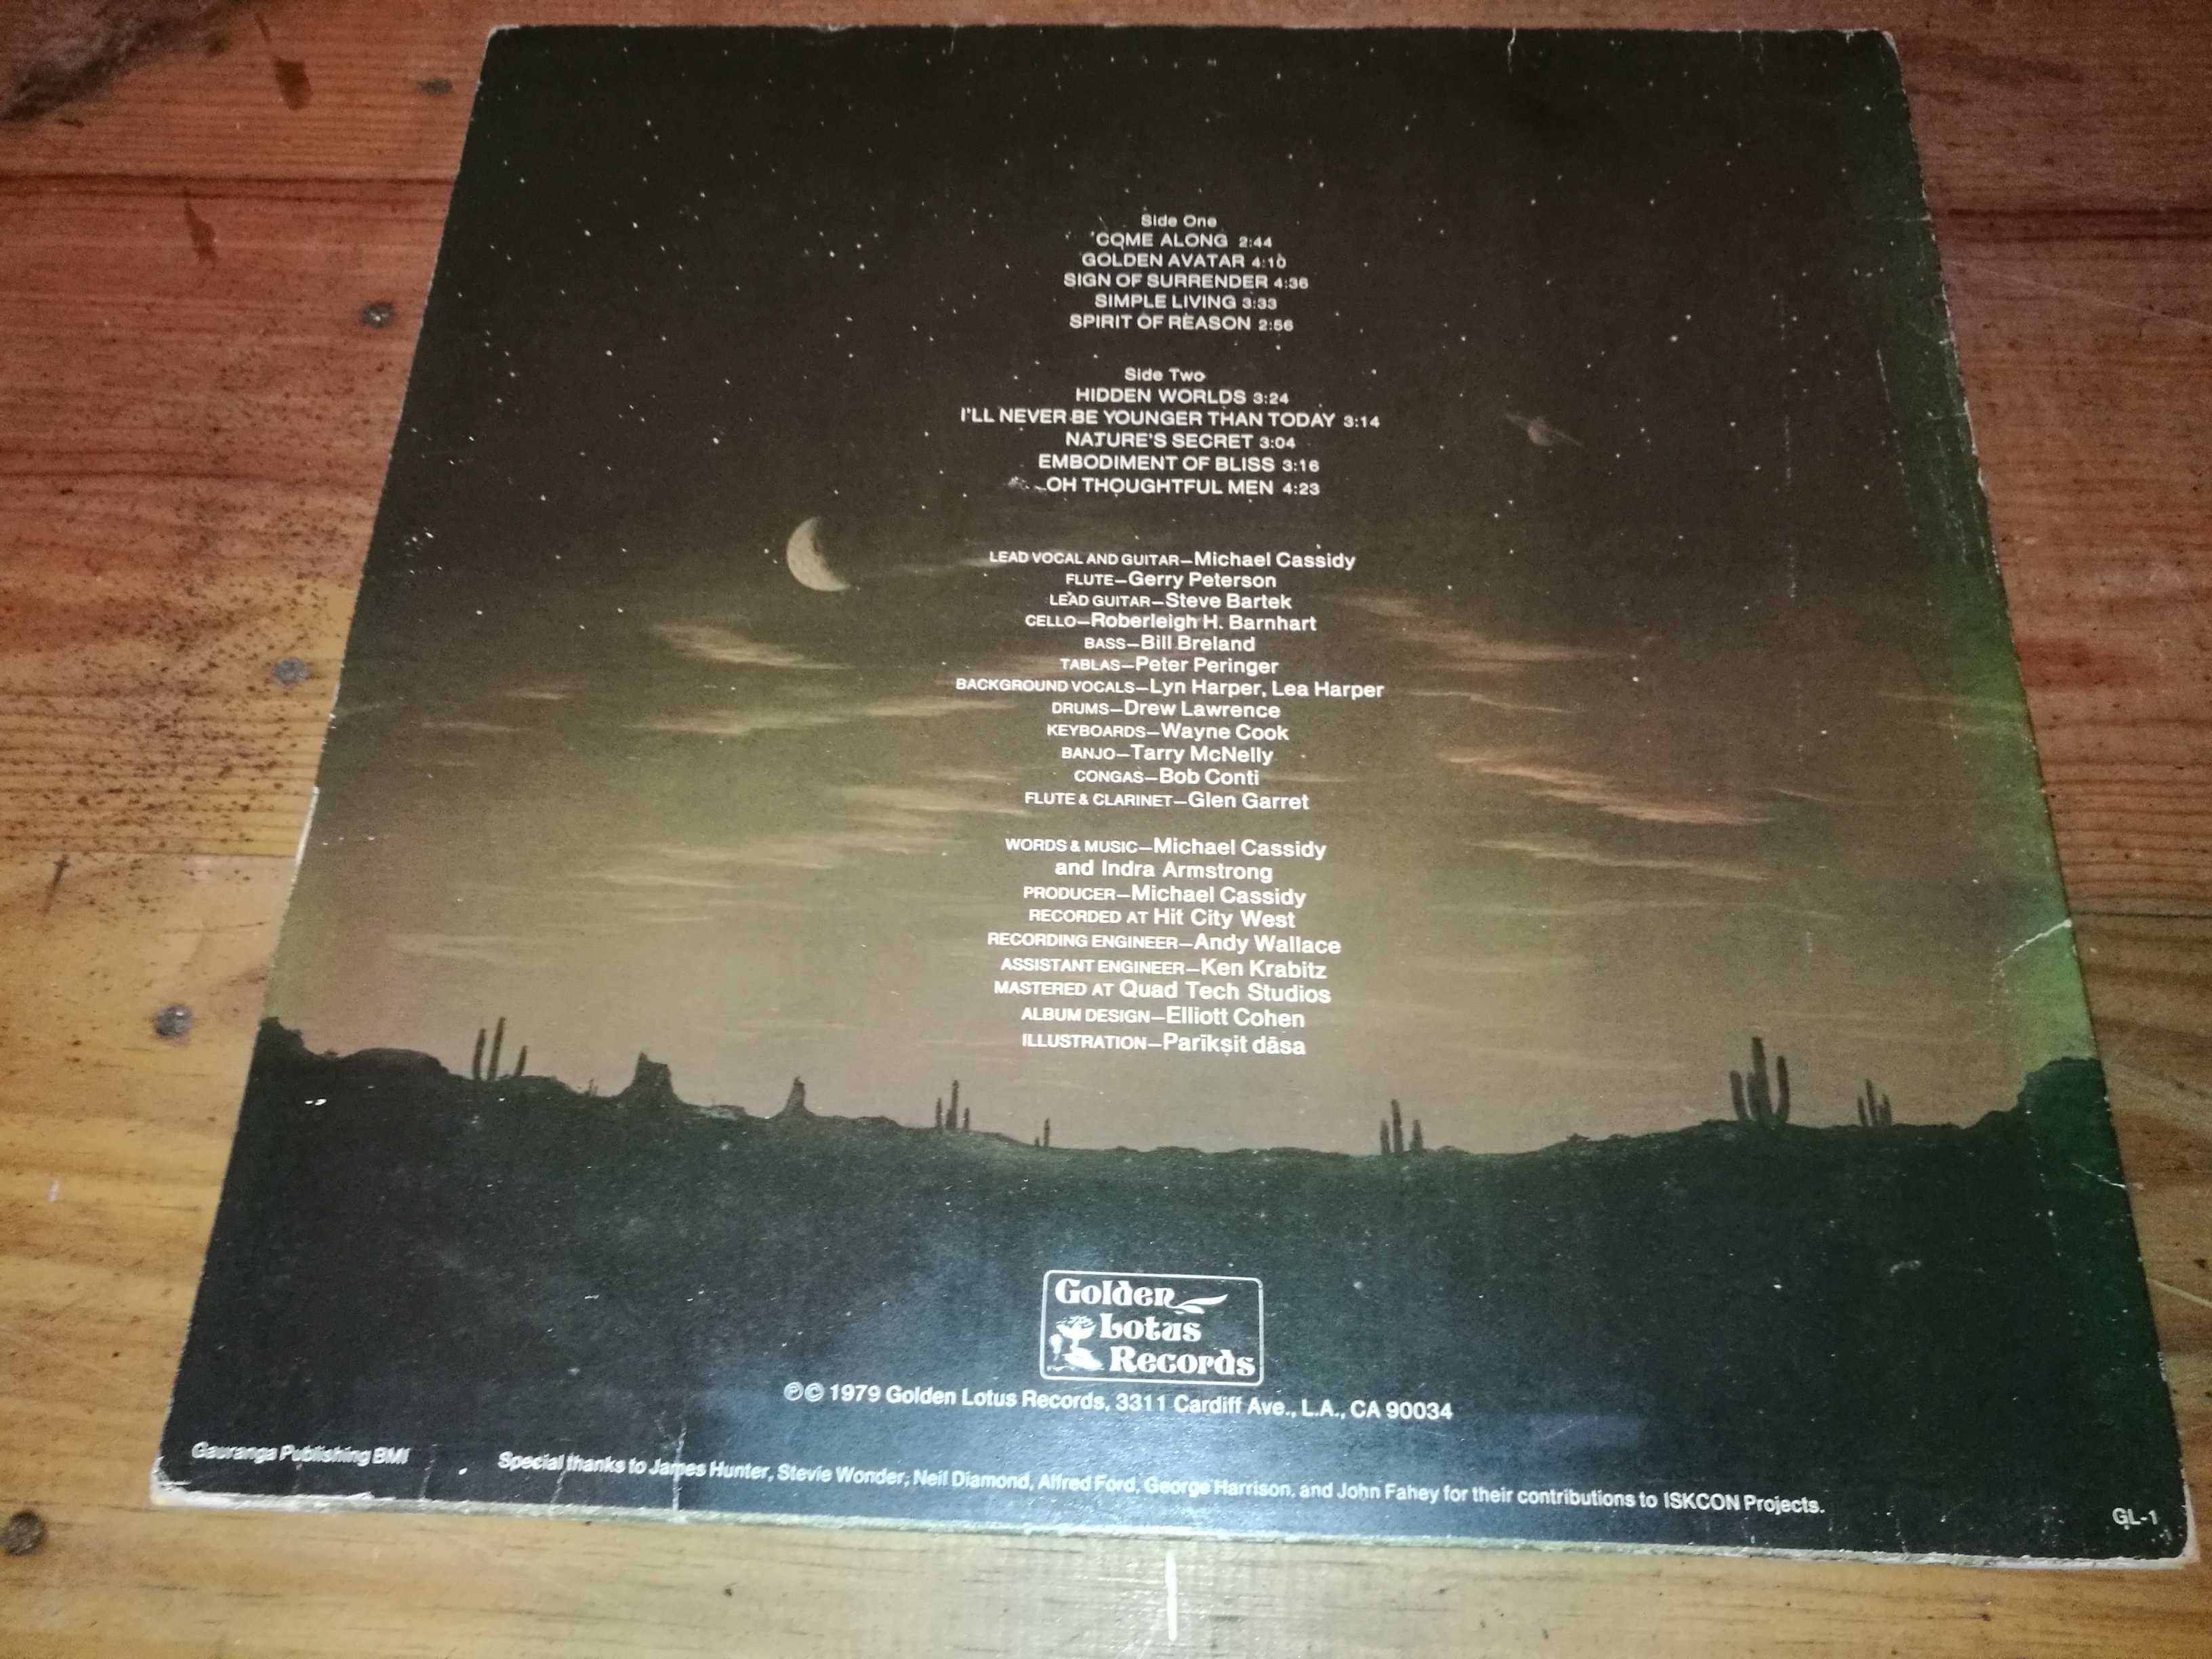 Side One
COME ALONG 2:44
GOLDEN AVATAR 4:10
SIGN OF SURRENDER 4:36
SIMPLE LIVING 3:33
SPIRIT OF REASON 2:56
Side Two
HIDDEN WORLDS 3:24
I'LL NEVER BE YOUNGER THAN TODAY 3:14
NATURE'S SECRET 3:04
EMBODIMENT OF BLISS 3:16
OH THOUGHTFUL MEN 4:23
LEAD VOCAL AND GUITAR—Michael Cassidy
FLUTE—Gerry Peterson
LEAD GUITAR—Steve Bartek
CELLO—Roberleigh H. Barnhart
BASS—Bill Breland
TABLAS—Peter Peringer
BACKGROUND VOCALS—Lyn Harper, Lea Harper
DRUMS—Drew Lawrence
KEYBOARDS—Wayne Cook
BANJO—Tarry McNelly
CONGAS—Bob Conti
FLUTE & CLARINET—Glen Garret
WORDS & MUSIC—Michael Cassidy
and Indra Armstrong
PRODUCER—Michael Cassidy
RECORDED AT Hit City West
RECORDING ENGINEER—Andy Wallace
ASSISTANT ENGINEER—Ken Krabitz
MASTERED AT Quad Tech Studios
ALBUM DESIGN—Elliott Cohen
ILLUSTRATION—Parīkṣit dāsa
Golden
Lotus
Records
℗© 1979 Golden Lotus Records, 3311 Cardiff Ave., L.A., CA 90034
Gauranga Publishing BMI
Special thanks to James Hunter, Stevie Wonder, Neil Diamond, Alfred Ford, George Harrison, and John Fahey for their contributions to ISKCON Projects.
GL-1